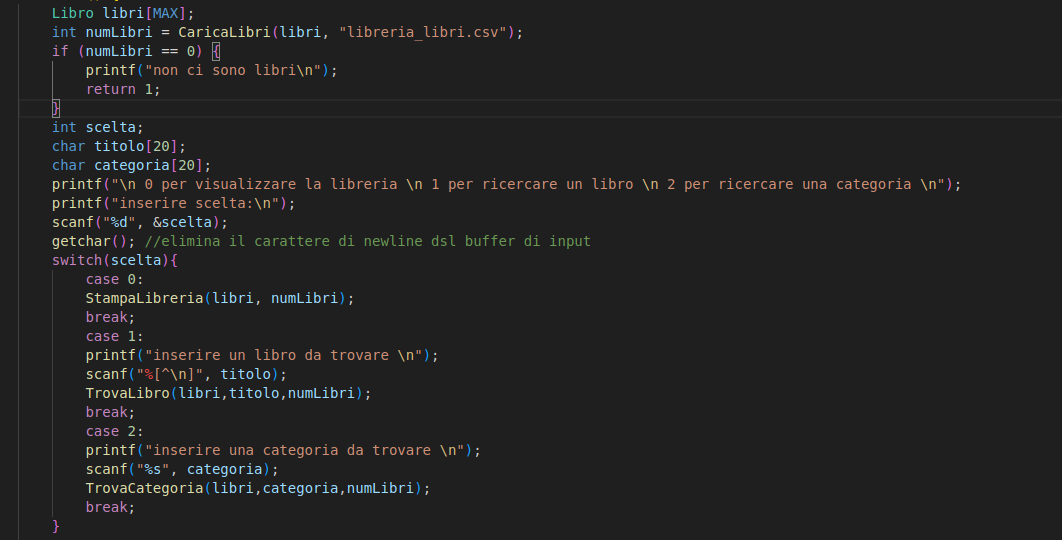 Libro libri[MAX];
int numLibri = CaricaLibri(libri, "libreria_libri.csv");
if (numLibri == 0) {
printf("non ci sono libri\n");
return 1;
}
int scelta;
char titolo[20];
char categoria[20];
printf("\n 0 per visualizzare la libreria \n 1 per ricercare un libro \n 2 per ricercare una categoria \n");
printf("inserire scelta:\n");
scanf("%d", &scelta);
getchar(); //elimina il carattere di newline dsl buffer di input
switch(scelta){
case 0:
StampaLibreria(libri, numLibri);
break;
case 1:
printf("inserire un libro da trovare \n");
scanf("%[^\n]", titolo);
TrovaLibro(libri,titolo,numLibri);
break;
case 2:
printf("inserire una categoria da trovare \n");
scanf("%s", categoria);
TrovaCategoria(libri,categoria,numLibri);
break;
}